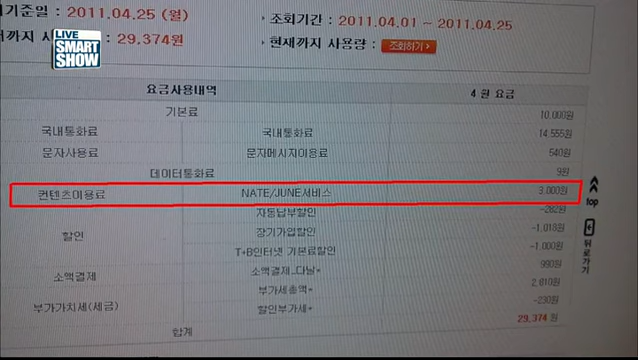 기준일 : 2011.04.25 (월)
조회기간 : 2011.04.01 ~ 2011.04.25
까지 사 : 29,374원
현재까지 사용량 : 조회하기
LIVE
SMART
SHOW
요금사용내역 4월 요금
기본료 10,000원
국내통화료 국내통화료 14,555원
문자사용료 문자메시지이용료 540원
데이터통화료 9원
컨텐츠이용료 NATE/JUNE서비스 3,000원
자동납부할인 -282원
할인 장기가입할인 -1,018원
T+B인터넷 기본료할인 -1,000원
소액결제 소액결제_다날* 990원
부가세총액* 2,810원
부가가치세(세금) 할인부가세* -230원
합계 29,374 원
top
뒤로가기